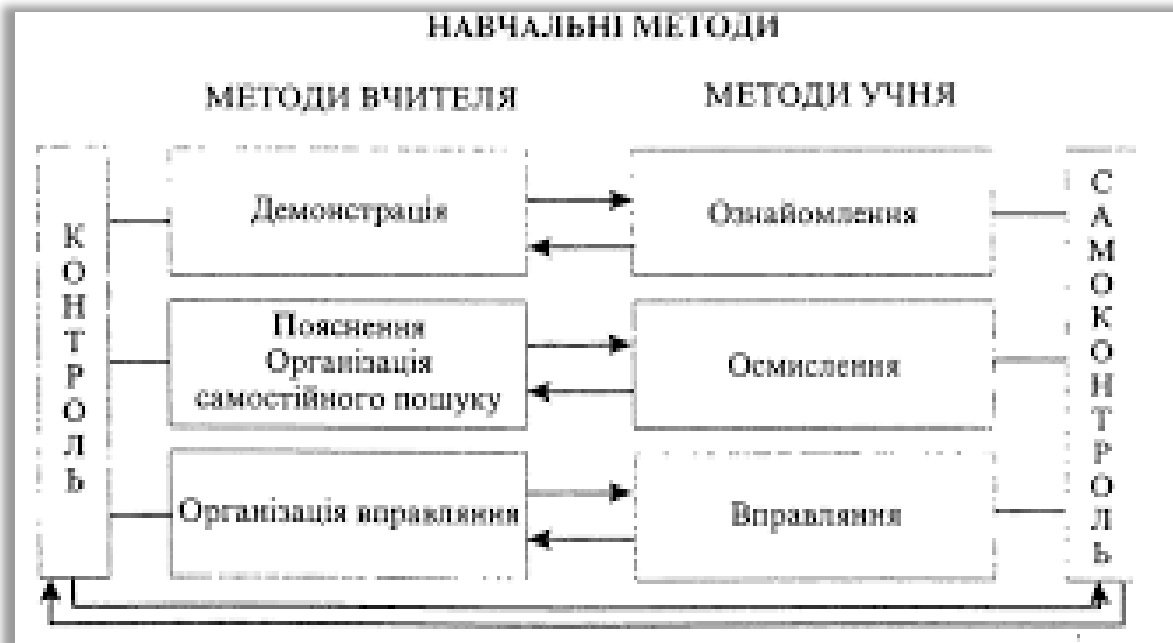 НАВЧАЛЬНІ МЕТОДИ
МЕТОДИ ВЧИТЕЛЯ
МЕТОДИ УЧНЯ
КОНТРОЛЬ
Демонстрація
Ознайомлення
Пояснення
Організація
самостійного пошуку
Осмислення
Організація вправляння
Вправляння
САМОКОНТРОЛЬ